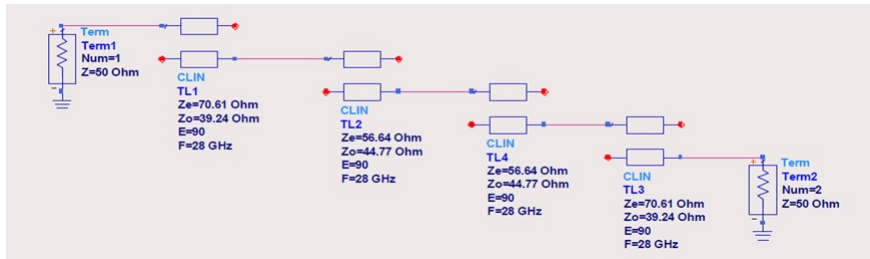 Term
Term1
Num=1
Z=50 Ohm
+
-
CLIN
TL1
Ze=70.61 Ohm
Zo=39.24 Ohm
E=90
F=28 GHz
CLIN
TL2
Ze=56.64 Ohm
Zo=44.77 Ohm
E=90
F=28 GHz
CLIN
TL4
Ze=56.64 Ohm
Zo=44.77 Ohm
E=90
F=28 GHz
CLIN
TL3
Ze=70.61 Ohm
Zo=39.24 Ohm
E=90
F=28 GHz
+
-
Term
Term2
Num=2
Z=50 Ohm